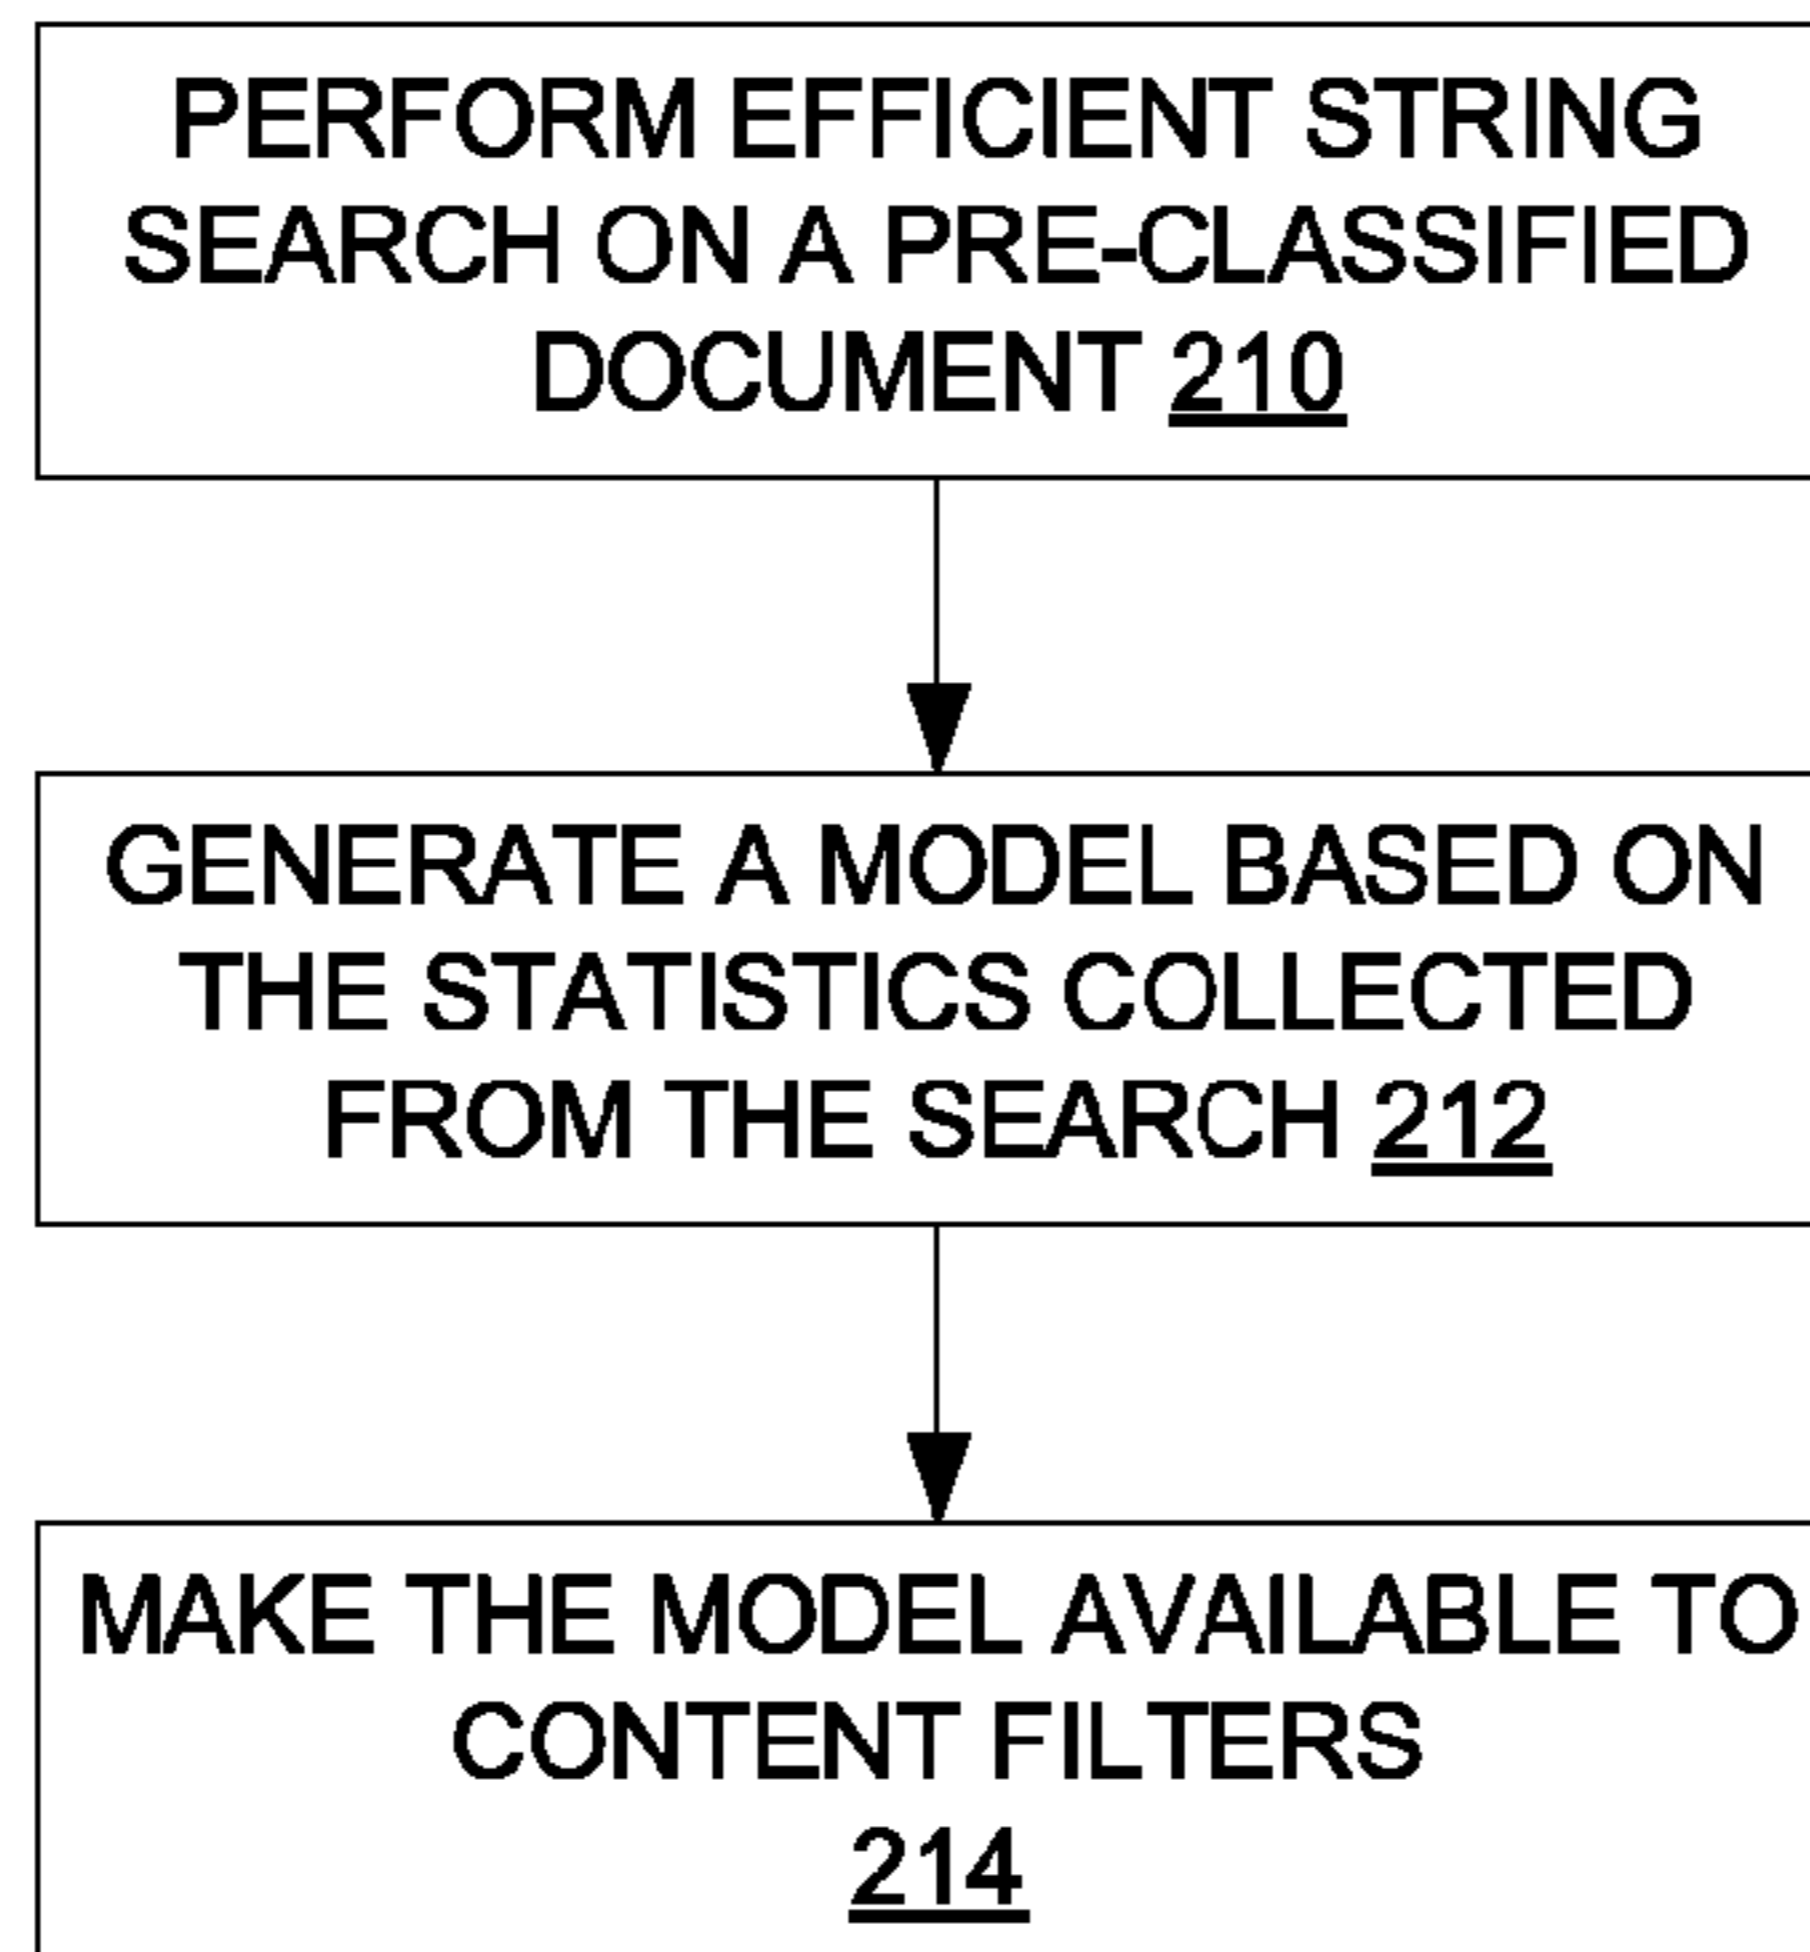 PERFORM EFFICIENT STRING
SEARCH ON A PRE-CLASSIFIED
DOCUMENT 210
GENERATE A MODEL BASED ON
THE STATISTICS COLLECTED
FROM THE SEARCH 212
MAKE THE MODEL AVAILABLE TO
CONTENT FILTERS
214